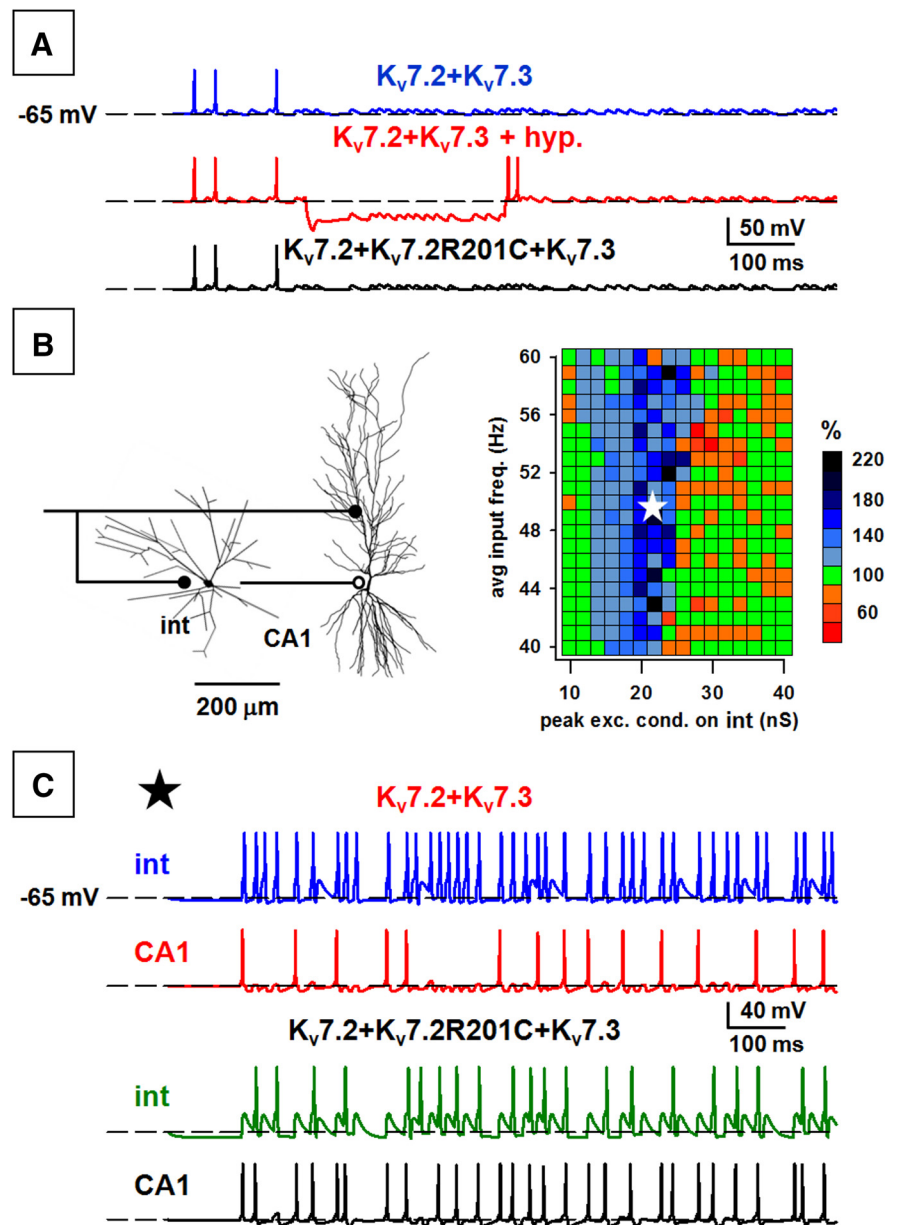 A
Kv7.2+Kv7.3
-65 mV
Kv7.2+Kv7.3 + hyp.
50 mV
100 ms
Kv7.2+Kv7.2R201C+Kv7.3
B
int
CA1
200 μm
avg input freq. (Hz)
60
56
52
48
44
40
10 20 30 40
peak exc. cond. on int (nS)
%
220
180
140
100
60
C
Kv7.2+Kv7.3
int
-65 mV
CA1
40 mV
100 ms
Kv7.2+Kv7.2R201C+Kv7.3
int
CA1